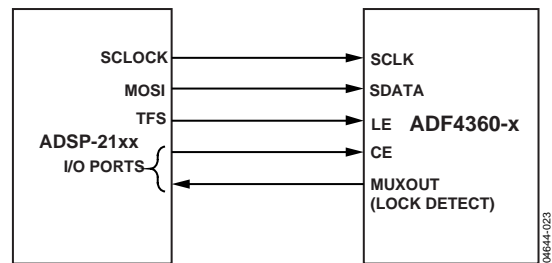 SCLOCK
MOSI
TFS
ADSP-21xx
I/O PORTS
SCLK
SDATA
LE
ADF4360-x
CE
MUXOUT
(LOCK DETECT)
04644-023